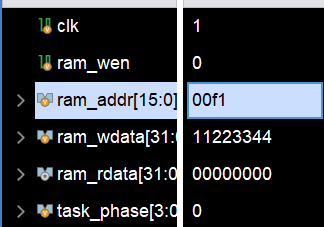 clk 1
ram_wen 0
ram_addr[15:0] 00f1
ram_wdata[31:0 11223344
ram_rdata[31:0 00000000
task_phase[3:0 0